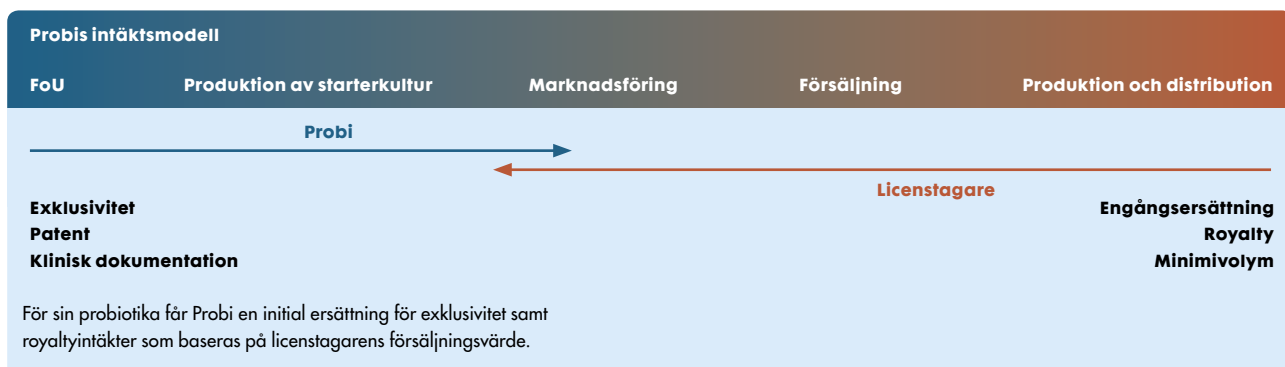 Probis intäktsmodell
FoU Produktion av starterkultur Marknadsföring Försäljning Produktion och distribution
Probi
Licenstagare
Exklusivitet
Patent
Klinisk dokumentation
Engångsersättning
Royalty
Minimivolym
För sin probiotika får Probi en initial ersättning för exklusivitet samt
royaltyintäkter som baseras på licenstagarens försäljningsvärde.